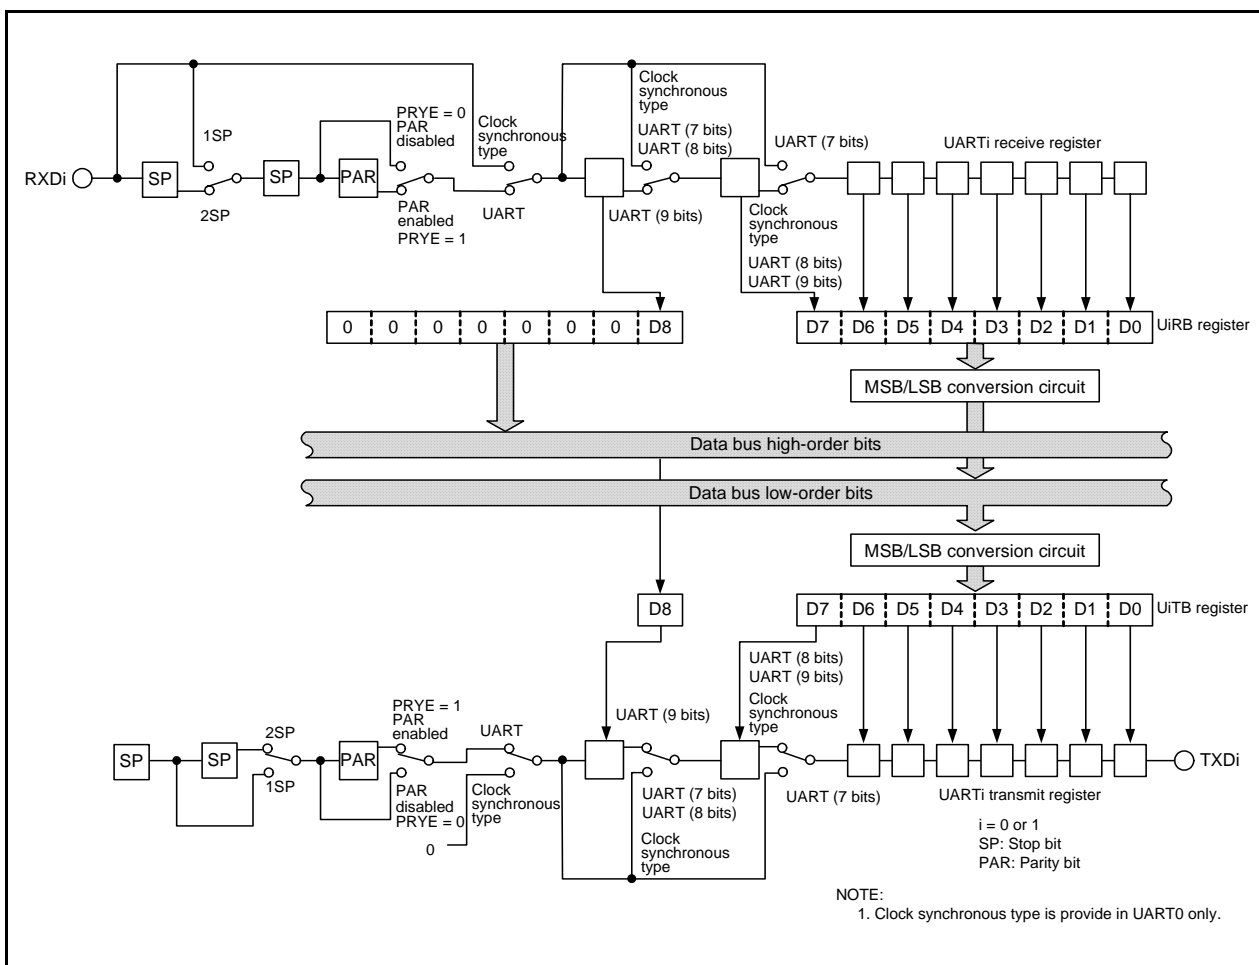 Clock
synchronous
type
PRYE = 0
PAR
disabled
Clock
synchronous
type
1SP
UART (7 bits)
UART (8 bits)
UART (7 bits)
UARTi receive register
RXDi
SP
SP
PAR
2SP
PAR
enabled
PRYE = 1
UART
UART (9 bits)
Clock
synchronous
type
UART (8 bits)
UART (9 bits)
0 0 0 0 0 0 0 D8
D7 D6 D5 D4 D3 D2 D1 D0
UiRB register
MSB/LSB conversion circuit
Data bus high-order bits
Data bus low-order bits
MSB/LSB conversion circuit
D8
D7 D6 D5 D4 D3 D2 D1 D0
UiTB register
UART (8 bits)
UART (9 bits)
Clock
synchronous
type
PRYE = 1
PAR
enabled
UART
UART (9 bits)
2SP
SP
SP
PAR
TXDi
1SP
PAR
disabled
PRYE = 0
0
Clock
synchronous
type
UART (7 bits)
UART (8 bits)
Clock
synchronous
type
UART (7 bits)
UARTi transmit register
i = 0 or 1
SP: Stop bit
PAR: Parity bit
NOTE:
1. Clock synchronous type is provide in UART0 only.